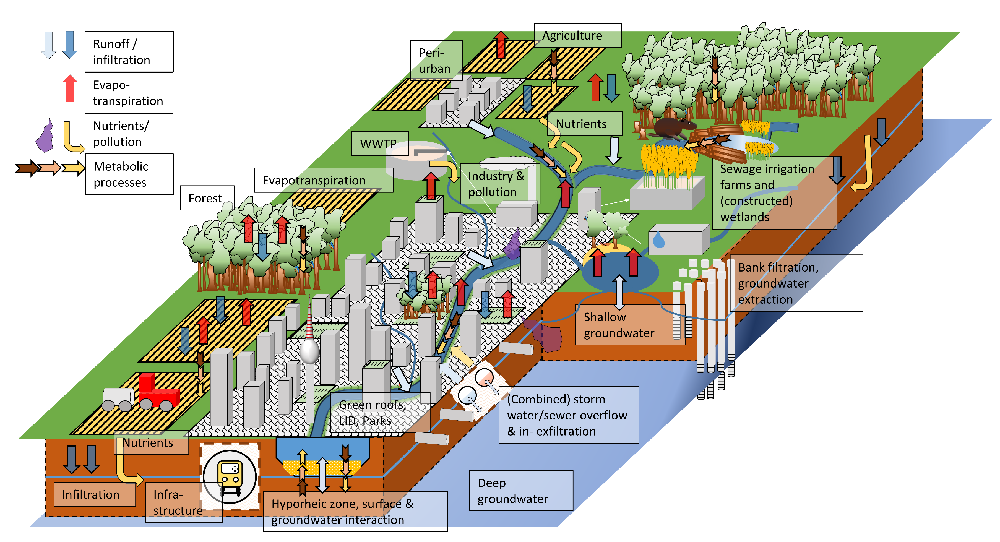 Runoff /
infiltration
Evapo-
transpiration
Nutrients/
pollution
Metabolic
processes
Agriculture
Peri-
urban
Nutrients
WWTP
Industry &
pollution
Evapotranspiration
Forest
Sewage irrigation
farms and
(constructed)
wetlands
Bank filtration,
groundwater
extraction
Shallow
groundwater
Green roofs,
LID, Parks
(Combined) storm
water/sewer overflow
& in- exfiltration
Nutrients
Infiltration
Infra-
structure
Hyporheic zone, surface &
groundwater interaction
Deep
groundwater